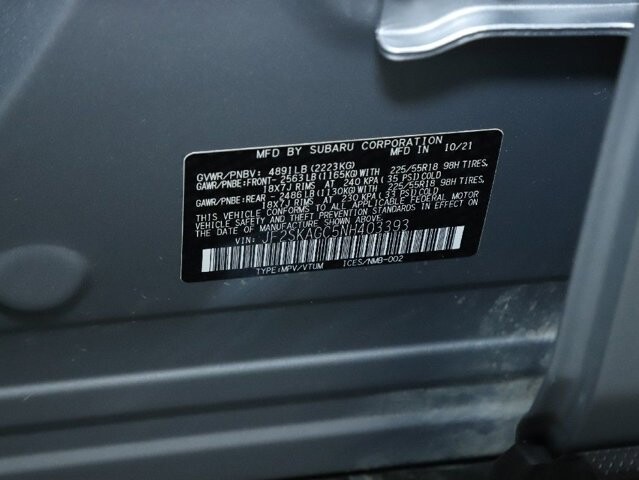 MFD BY SUBARU CORPORATION 10/21
GVWR/PNBV: 4891LB(2223KG)
GAWR/PNBE:FRONT- 2563LB(1165KG)WITH 225/55R18 98H TIRES,
18X7J RIMS AT 240 KPA(35 PSI)COLD
GAWR/PNBE:REAR - 2486LB(1130KG)WITH 225/55R18 98H TIRES,
18X7J RIMS AT 230 KPA(33 PSI)COLD
THIS VEHICLE CONFORMS TO ALL APPLICABLE FEDERAL MOTOR
VEHICLE SAFETY AND THEFT PREVENTION STANDARDS IN EFFECT ON
THE DATE OF MANUFACTURE SHOWN ABOVE.
VIN: JF2SKAGC5NH403393
TYPE:MPV/VTUM ICES/NMB-002